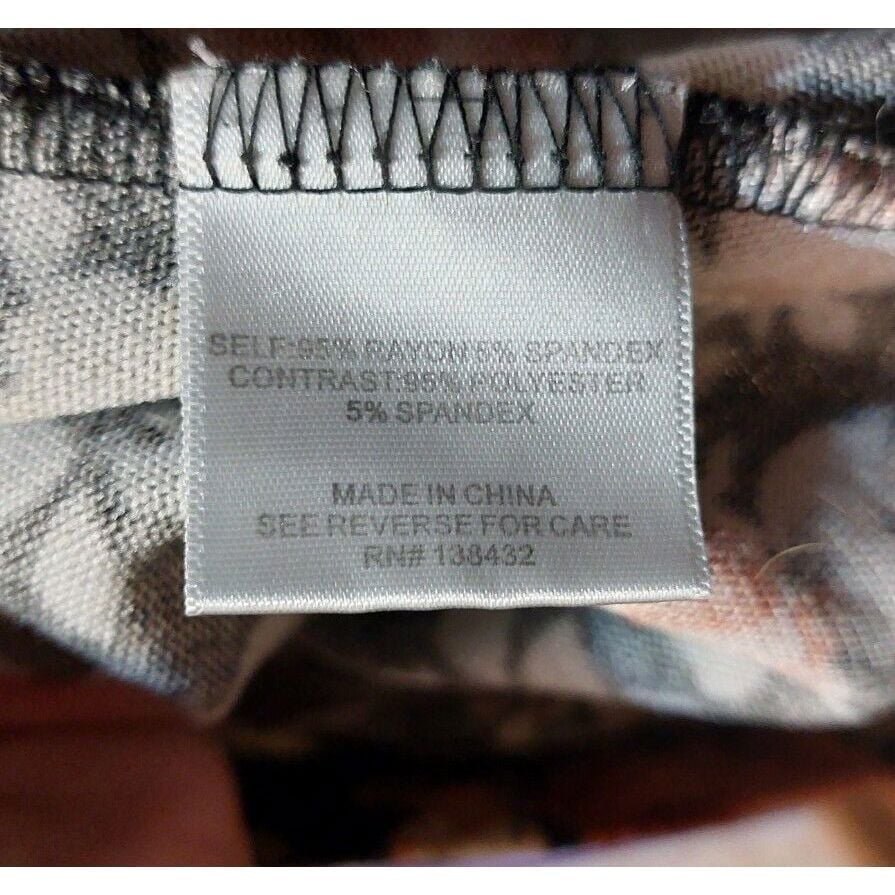 SELF:95% RAYON 5% SPANDEX
CONTRAST:95% POLYESTER
5% SPANDEX
MADE IN CHINA
SEE REVERSE FOR CARE
RN# 138432